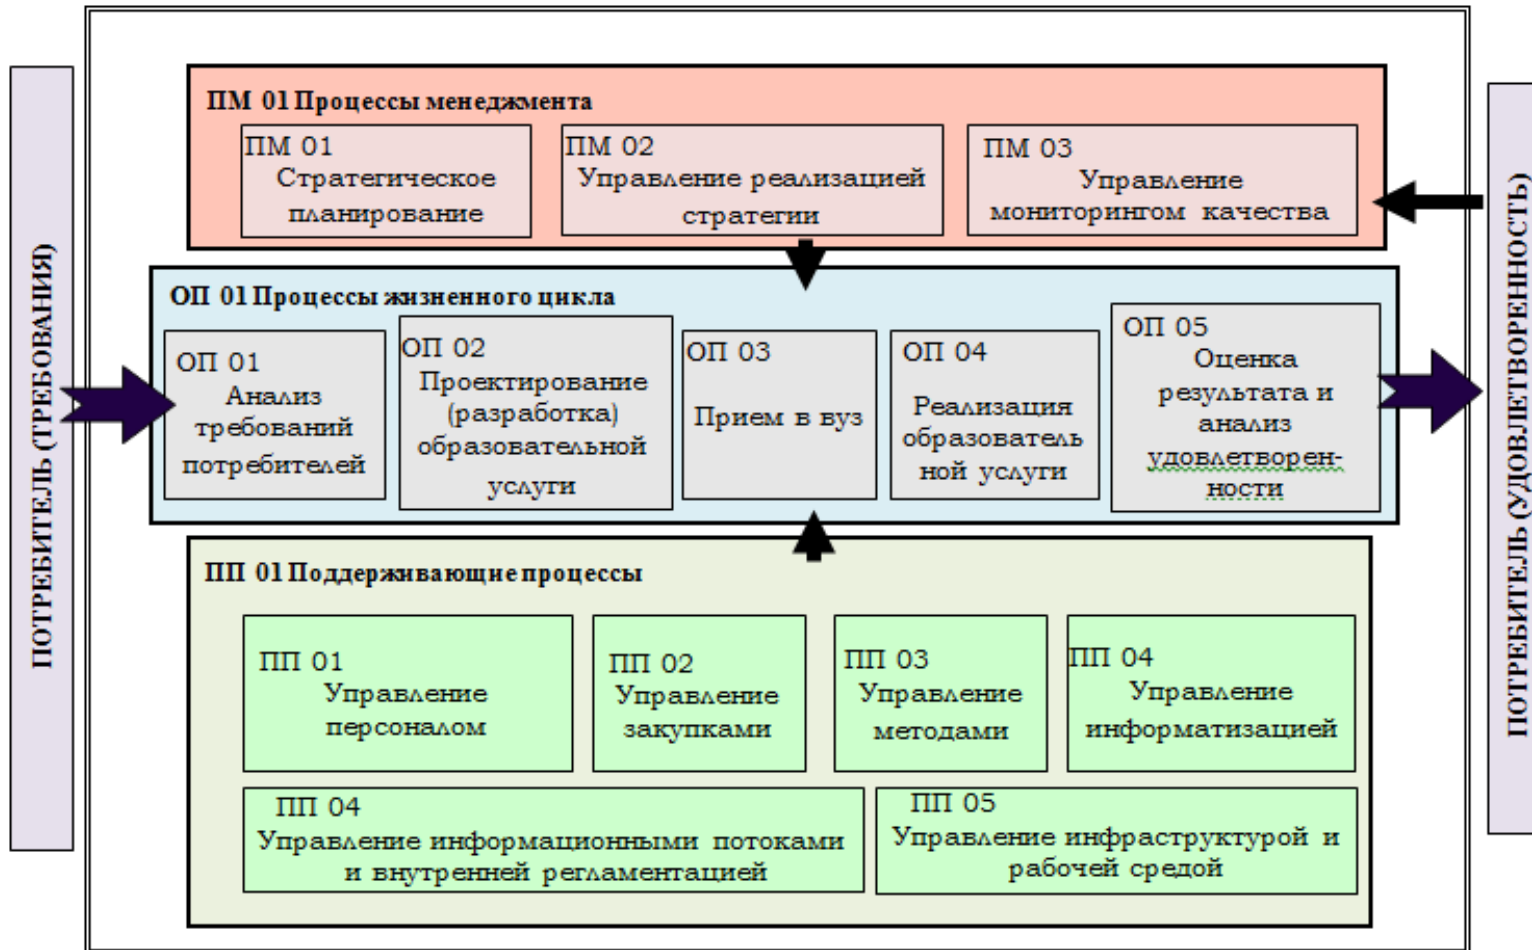 ПОТРЕБИТЕЛЬ (ТРЕБОВАНИЯ)
ПМ 01 Процессы менеджмента
ПМ 01
Стратегическое
планирование
ПМ 02
Управление реализацией
стратегии
ПМ 03
Управление
мониторингом качества
ОП 01 Процессы жизненного цикла
ОП 01
Анализ
требований
потребителей
ОП 02
Проектирование
(разработка)
образовательной
услуги
ОП 03
Прием в вуз
ОП 04
Реализация
образователь
ной услуги
ОП 05
Оценка
результата и
анализ
удовлетворен-
ности
ПП 01 Поддерживающие процессы
ПП 01
Управление
персоналом
ПП 02
Управление
закупками
ПП 03
Управление
методами
ПП 04
Управление
информатизацией
ПП 04
Управление информационными потоками
и внутренней регламентацией
ПП 05
Управление инфраструктурой и
рабочей средой
ПОТРЕБИТЕЛЬ (УДОВЛЕТВОРЕННОСТЬ)